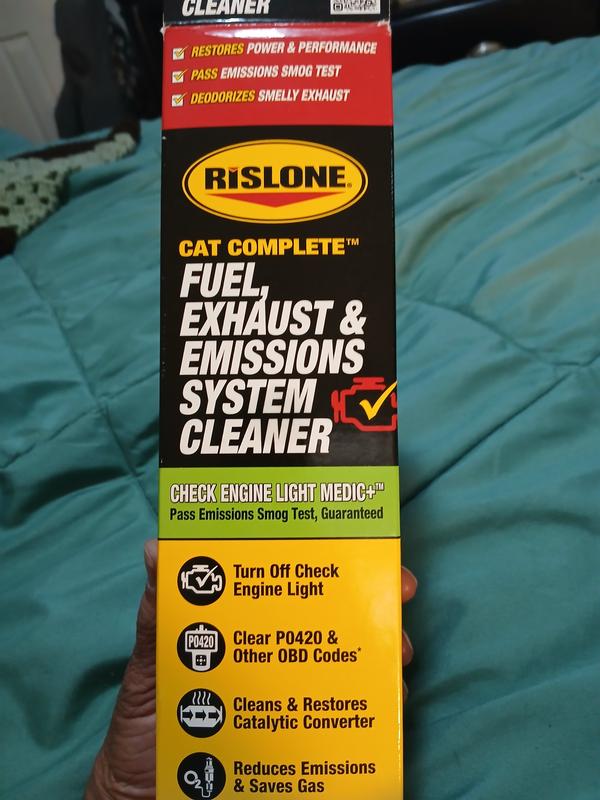 CLEANER
RESTORES POWER & PERFORMANCE
PASS EMISSIONS SMOG TEST
DEODORIZES SMELLY EXHAUST
RISLONE®
CAT COMPLETE™
FUEL,
EXHAUST &
EMISSIONS
SYSTEM
CLEANER
CHECK ENGINE LIGHT MEDIC+™
Pass Emissions Smog Test, Guaranteed
Turn Off Check
Engine Light
P0420
Clear P0420 &
Other OBD Codes*
Cleans & Restores
Catalytic Converter
O2
Reduces Emissions
& Saves Gas